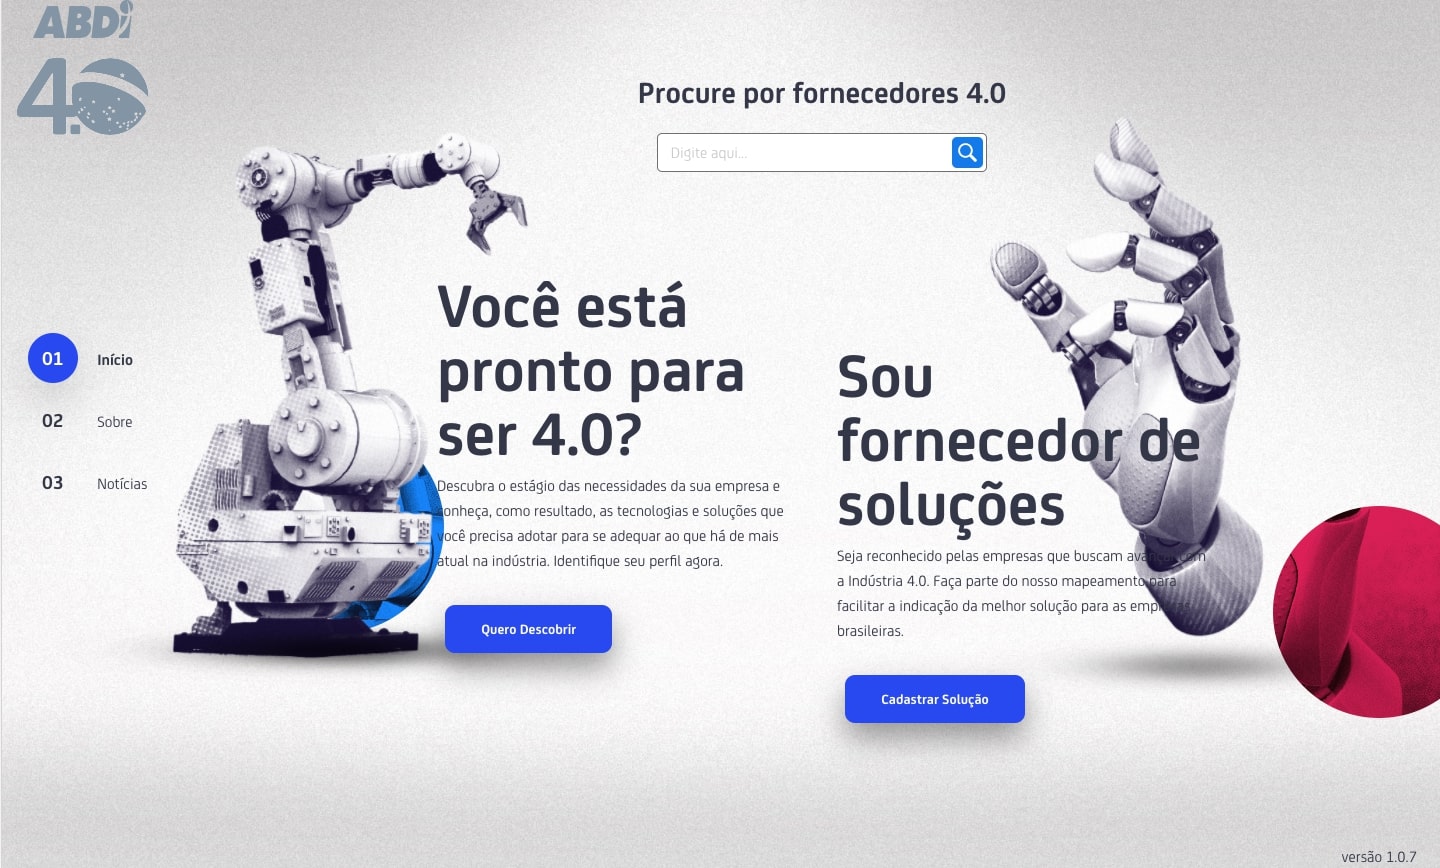 ABDi
4.0
Procure por fornecedores 4.0
Digite aqui...
01 Início
02 Sobre
03 Notícias
Você está
pronto para
ser 4.0?
Descubra o estágio das necessidades da sua empresa e
conheça, como resultado, as tecnologias e soluções que
você precisa adotar para se adequar ao que há de mais
atual na indústria. Identifique seu perfil agora.
Quero Descobrir
Sou
fornecedor de
soluções
Seja reconhecido pelas empresas que buscam avançar com
a Indústria 4.0. Faça parte do nosso mapeamento para
facilitar a indicação da melhor solução para as empresas
brasileiras.
Cadastrar Solução
versão 1.0.7